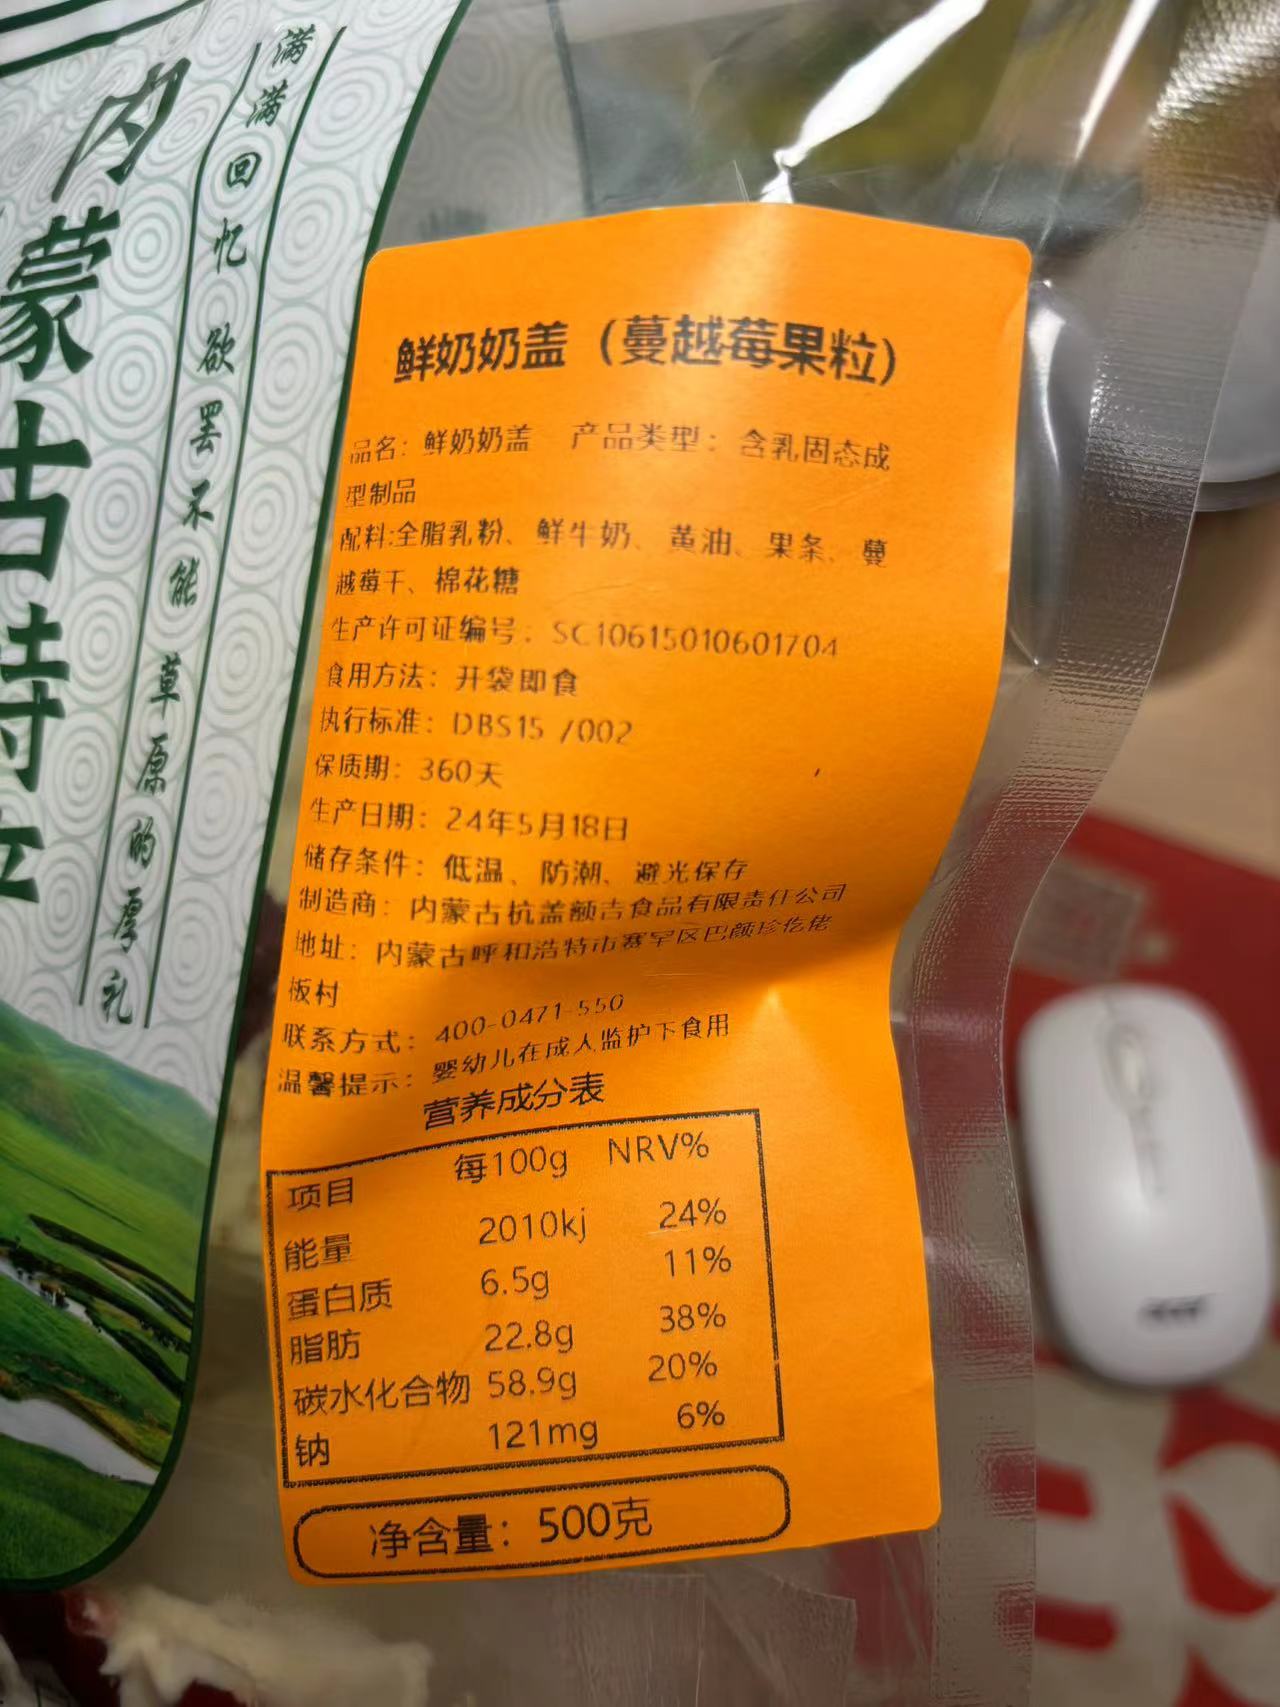 满满回忆欲罢不能草原的厚礼
内蒙古特
鲜奶奶盖（蔓越莓果粒）
品名：鲜奶奶盖 产品类型：含乳固态成
型制品
配料:全脂乳粉、鲜牛奶、黄油、果条、蔓
越莓干、棉花糖
生产许可证编号：SC10615010601704
食用方法：开袋即食
执行标准：DBS15 /002
保质期：360天
生产日期：24年5月18日
储存条件：低温、防潮、避光保存
制造商：内蒙古杭盖额吉食品有限责任公司
地址：内蒙古呼和浩特市赛罕区巴颜珍仡佬
板村
联系方式：400-0471-550
温馨提示：婴幼儿在成人监护下食用
营养成分表
项目 每100g NRV%
能量 2010kj 24%
蛋白质 6.5g 11%
脂肪 22.8g 38%
碳水化合物 58.9g 20%
钠 121mg 6%
净含量：500克